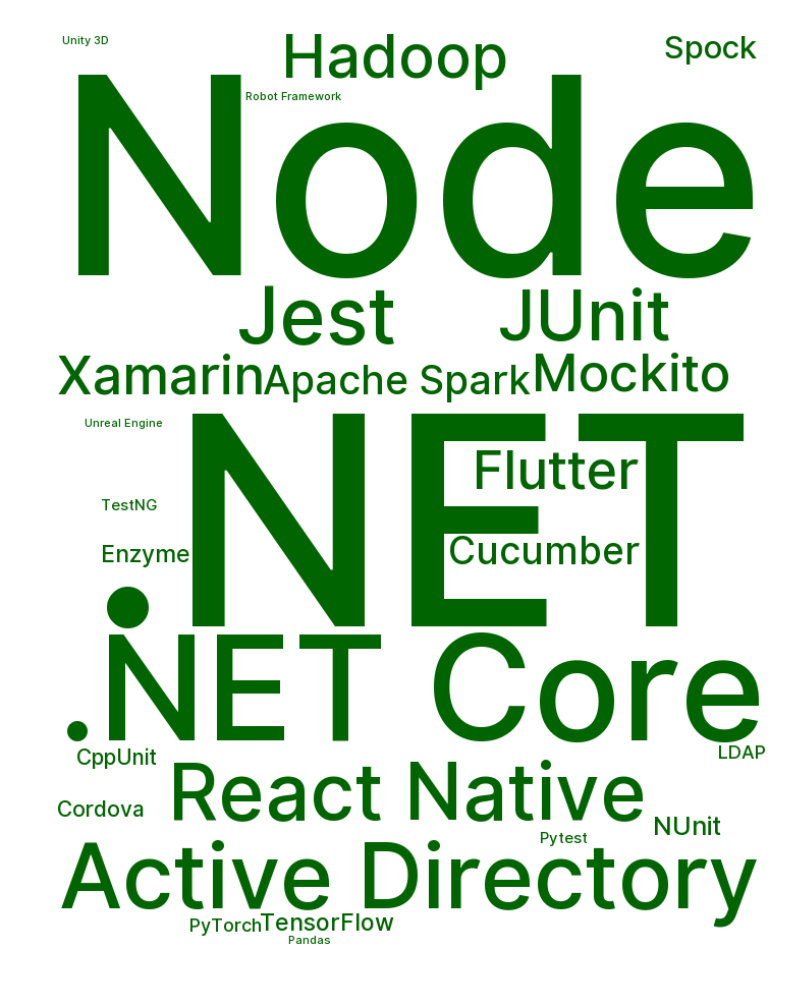 Unity 3D
Hadoop
Spock
Robot Framework
Node
Jest
JUnit
Xamarin
Apache Spark
Mockito
Unreal Engine
.NET
Flutter
TestNG
Enzyme
Cucumber
.NET Core
CppUnit
LDAP
React Native
Cordova
NUnit
Pytest
Active Directory
PyTorch
TensorFlow
Pandas